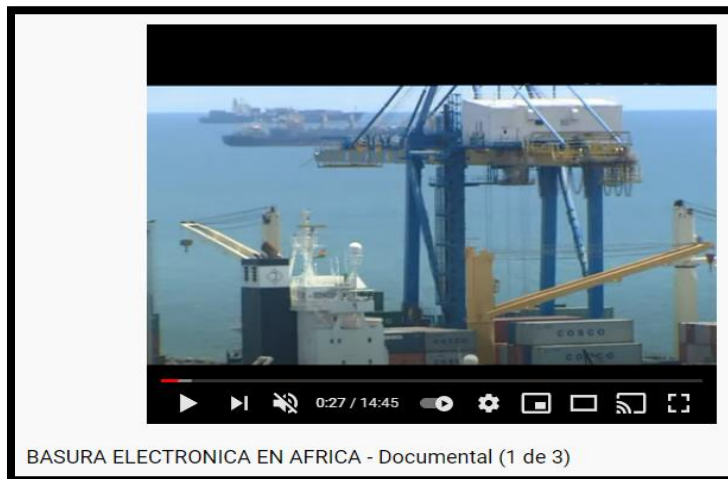 COSCO
COSCO
0:27 / 14:45
BASURA ELECTRONICA EN AFRICA - Documental (1 de 3)